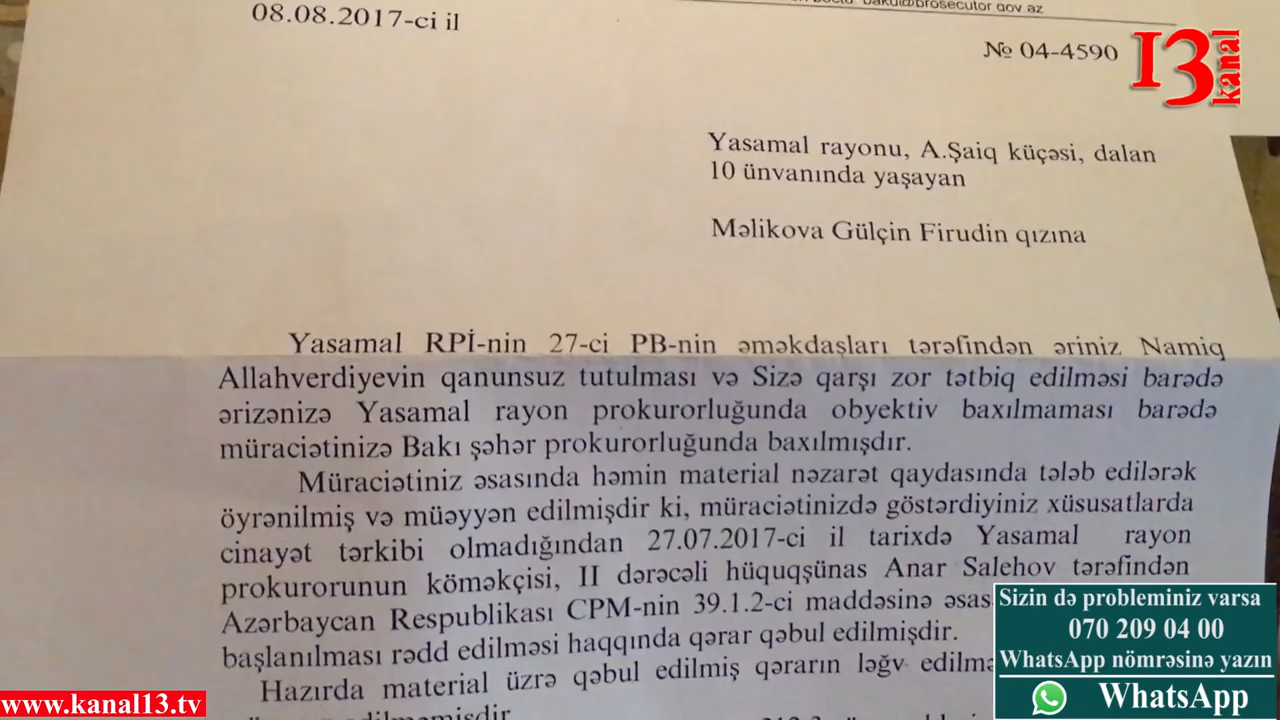 08.08.2017-ci il
№ 04-4590
13 kanal
Yasamal rayonu, A.Şaiq küçəsi, dalan
10 ünvanında yaşayan
Məlikova Gülçin Firudin qızına
Yasamal RPİ-nin 27-ci PB-nin əməkdaşları tərəfindən əriniz Namiq
Allahverdiyevin qanunsuz tutulması və Sizə qarşı zor tətbiq edilməsi barədə
ərizənizə Yasamal rayon prokurorluğunda obyektiv baxılmaması barədə
müraciətinizə Bakı şəhər prokurorluğunda baxılmışdır.
Müraciətiniz əsasında həmin material nəzarət qaydasında tələb edilərək
öyrənilmiş və müəyyən edilmişdir ki, müraciətinizdə göstərdiyiniz xüsusatlarda
cinayət tərkibi olmadığından 27.07.2017-ci il tarixdə Yasamal rayon
prokurorunun köməkçisi, II dərəcəli hüquqşünas Anar Salehov tərəfindən
Azərbaycan Respublikası CPM-nin 39.1.2-ci maddəsinə əsas
başlanılması rədd edilməsi haqqında qərar qəbul edilmişdir.
Hazırda material üzrə qəbul edilmiş qərarın ləğv edilmə
Sizin də probleminiz varsa
070 209 04 00
WhatsApp nömrəsinə yazın
WhatsApp
www.kanal13.tv